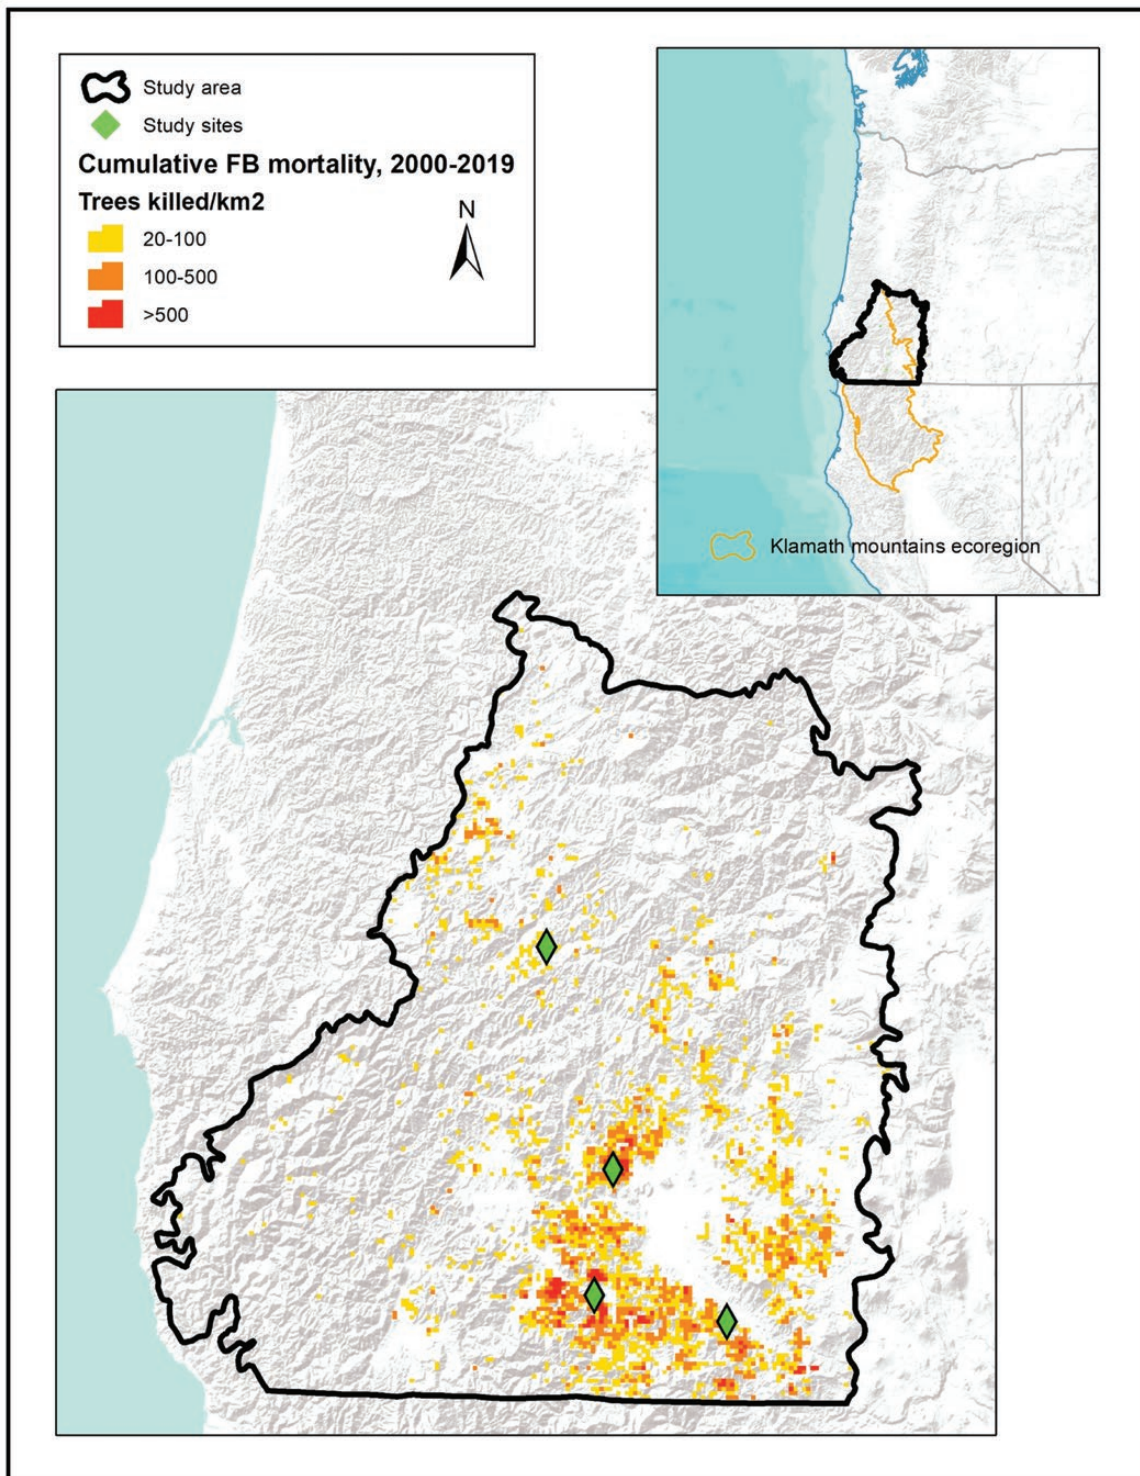 Study area
Study sites
Cumulative FB mortality, 2000-2019
Trees killed/km2
N
20-100
100-500
>500
Klamath mountains ecoregion